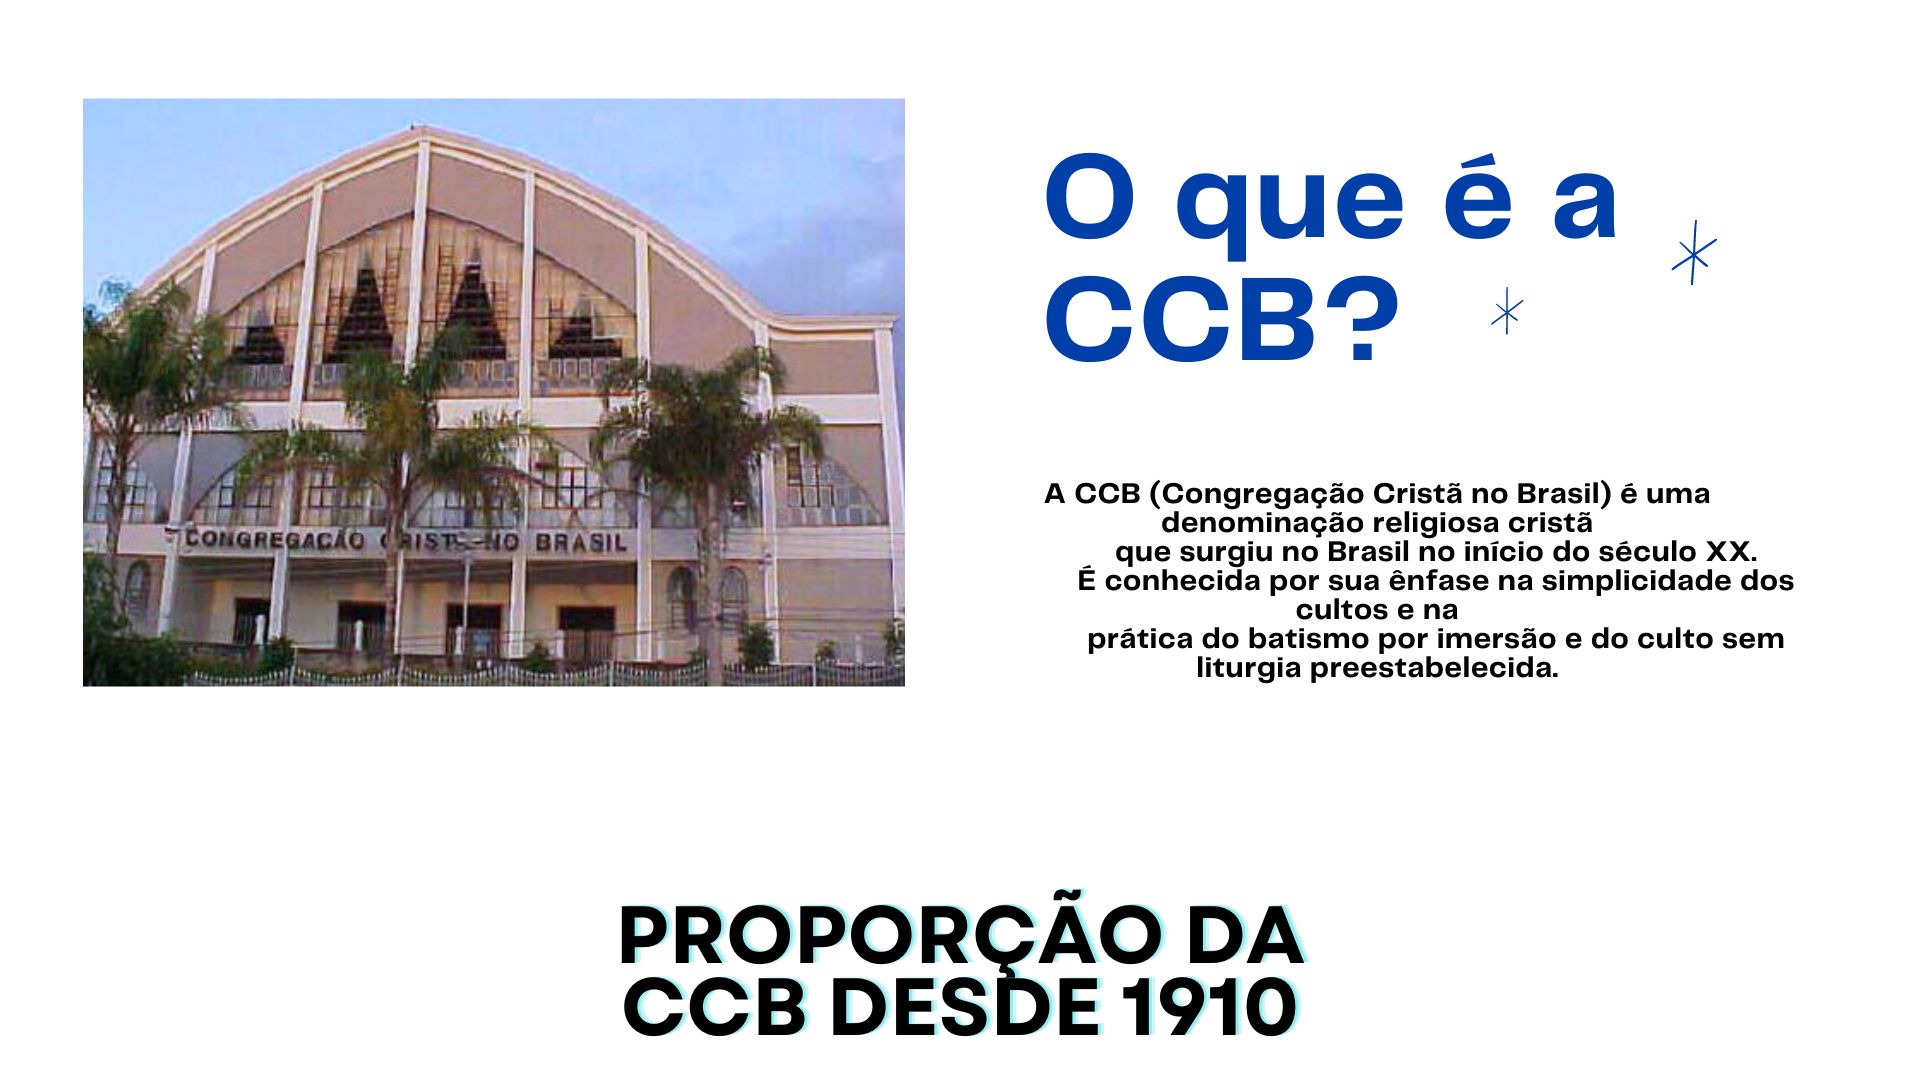 O que é a
CCB?
A CCB (Congregação Cristã no Brasil) é uma
denominação religiosa cristã
que surgiu no Brasil no início do século XX.
É conhecida por sua ênfase na simplicidade dos
cultos e na
prática do batismo por imersão e do culto sem
liturgia preestabelecida.
CONGREGAÇÃO CRISTÃ NO BRASIL
PROPORÇÃO DA
CCB DESDE 1910